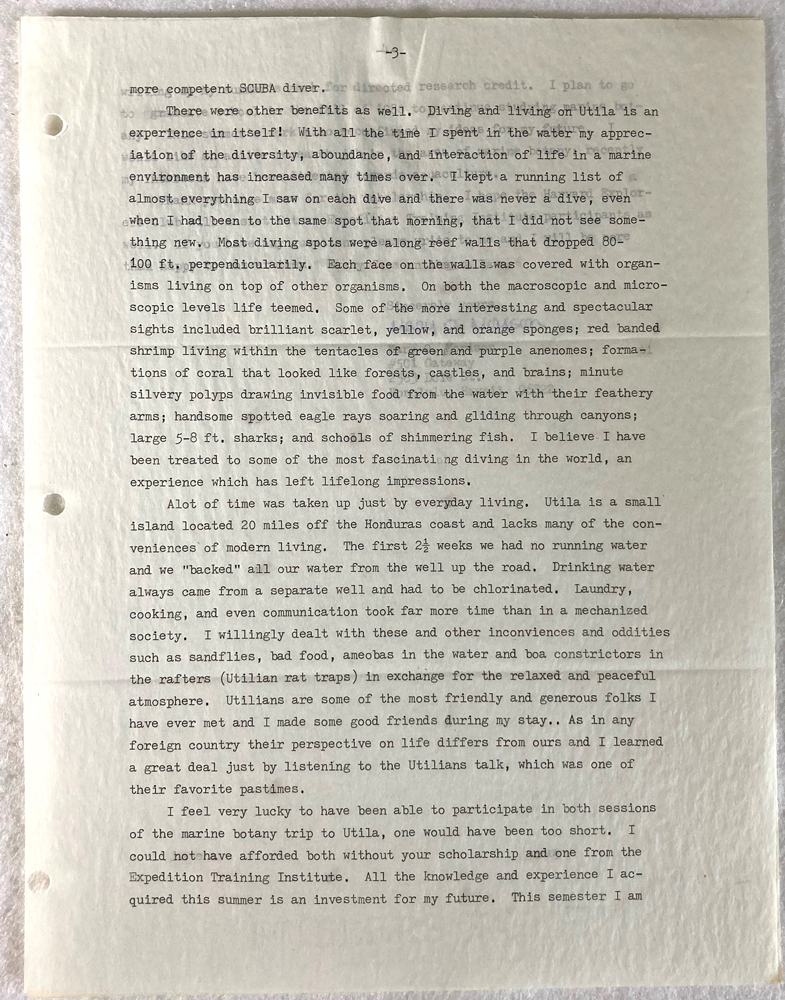 -3-
more competent SCUBA diver.
There were other benefits as well. Diving and living on Utila is an
experience in itself! With all the time I spent in the water my apprec-
iation of the diversity, aboundance, and interaction of life in a marine
environment has increased many times over. I kept a running list of
almost everything I saw on each dive and there was never a dive, even
when I had been to the same spot that morning, that I did not see some-
thing new. Most diving spots were along reef walls that dropped 80-
100 ft. perpendicularily. Each face on the walls was covered with organ-
isms living on top of other organisms. On both the macroscopic and micro-
scopic levels life teemed. Some of the more interesting and spectacular
sights included brilliant scarlet, yellow, and orange sponges; red banded
shrimp living within the tentacles of green and purple anenomes; forma-
tions of coral that looked like forests, castles, and brains; minute
silvery polyps drawing invisible food from the water with their feathery
arms; handsome spotted eagle rays soaring and gliding through canyons;
large 5-8 ft. sharks; and schools of shimmering fish. I believe I have
been treated to some of the most fascinati ng diving in the world, an
experience which has left lifelong impressions.
Alot of time was taken up just by everyday living. Utila is a small
island located 20 miles off the Honduras coast and lacks many of the con-
veniences of modern living. The first 2½ weeks we had no running water
and we "backed" all our water from the well up the road. Drinking water
always came from a separate well and had to be chlorinated. Laundry,
cooking, and even communication took far more time than in a mechanized
society. I willingly dealt with these and other inconviences and oddities
such as sandflies, bad food, ameobas in the water and boa constrictors in
the rafters (Utilian rat traps) in exchange for the relaxed and peaceful
atmosphere. Utilians are some of the most friendly and generous folks I
have ever met and I made some good friends during my stay.. As in any
foreign country their perspective on life differs from ours and I learned
a great deal just by listening to the Utilians talk, which was one of
their favorite pastimes.
I feel very lucky to have been able to participate in both sessions
of the marine botany trip to Utila, one would have been too short. I
could not have afforded both without your scholarship and one from the
Expedition Training Institute. All the knowledge and experience I ac-
quired this summer is an investment for my future. This semester I am